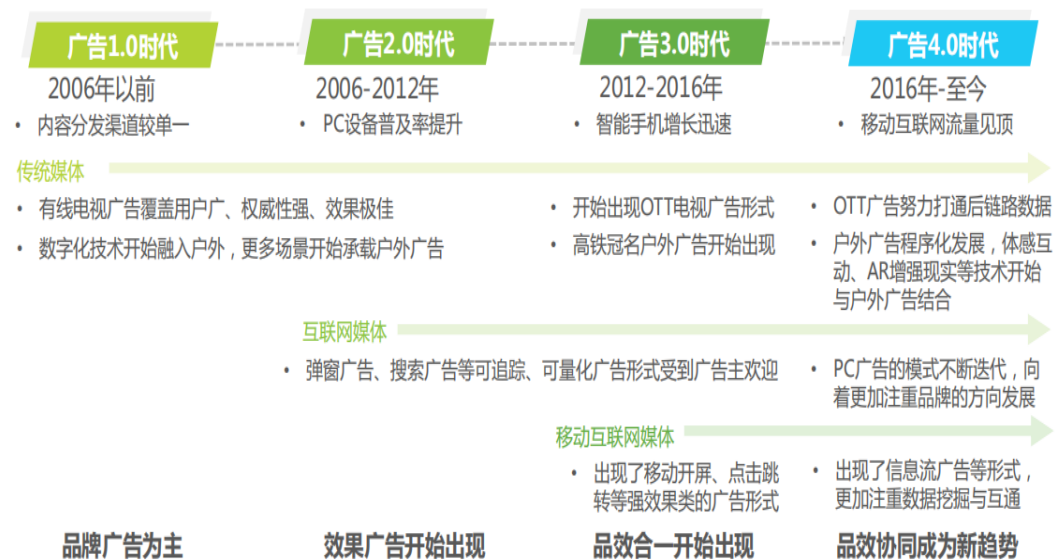 广告1.0时代
广告2.0时代
广告3.0时代
广告4.0时代
2006年以前
2006-2012年
2012-2016年
2016年-至今
• 内容分发渠道较单一
• PC设备普及率提升
• 智能手机增长迅速
• 移动互联网流量见顶
传统媒体
• 有线电视广告覆盖用户广、权威性强、效果极佳
• 数字化技术开始融入户外，更多场景开始承载户外广告
• 开始出现OTT电视广告形式
• 高铁冠名户外广告开始出现
• OTT广告努力打通后链路数据
• 户外广告程序化发展，体感互
动、AR增强现实等技术开始
与户外广告结合
互联网媒体
• 弹窗广告、搜索广告等可追踪、可量化广告形式受到广告主欢迎
• PC广告的模式不断迭代，向
着更加注重品牌的方向发展
移动互联网媒体
• 出现了移动开屏、点击跳
转等强效果类的广告形式
• 出现了信息流广告等形式，
更加注重数据挖掘与互通
品牌广告为主
效果广告开始出现
品效合一开始出现
品效协同成为新趋势